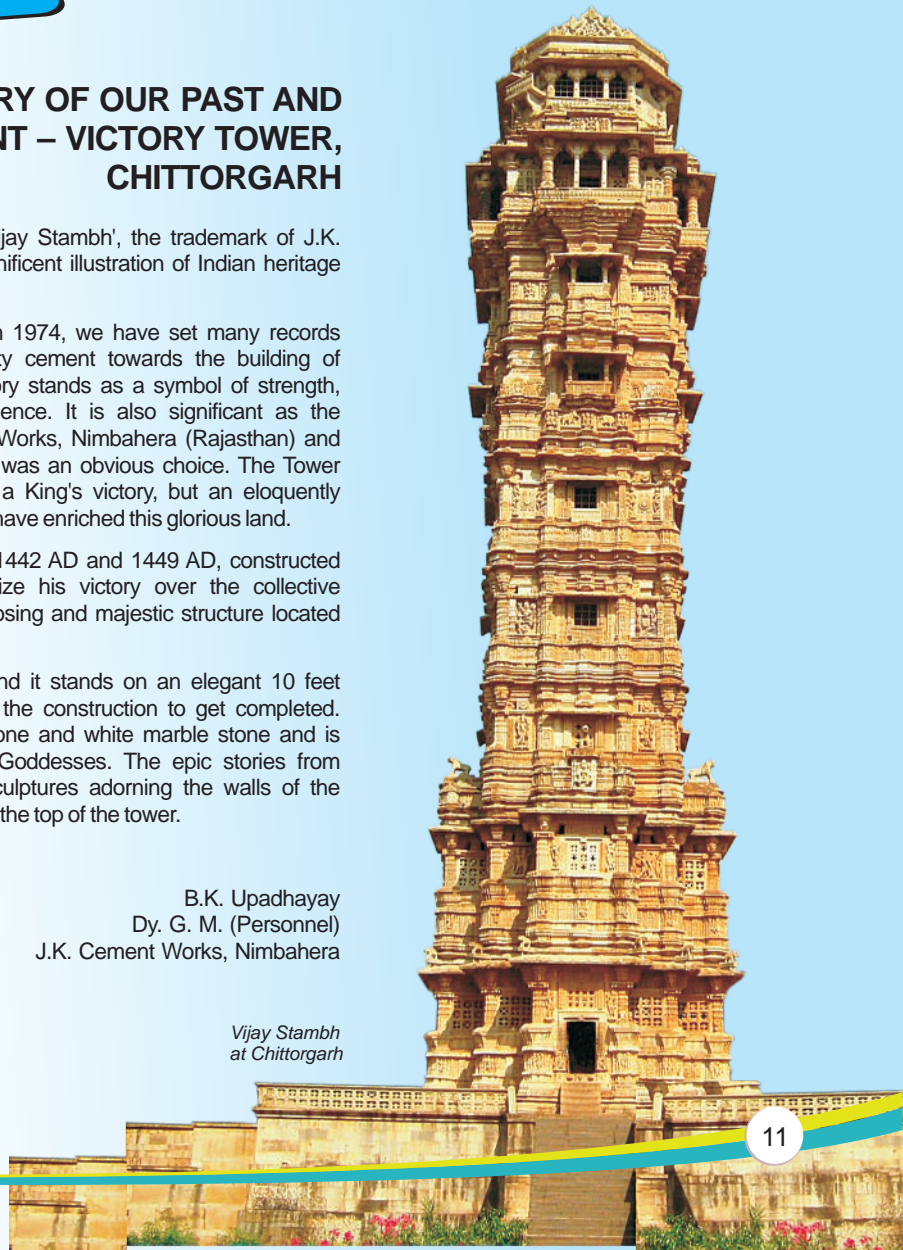 RY OF OUR PAST AND
NT – VICTORY TOWER,
CHITTORGARH
jay Stambh', the trademark of J.K.
nificent illustration of Indian heritage
n 1974, we have set many records
ty cement towards the building of
ory stands as a symbol of strength,
ence. It is also significant as the
Works, Nimbahera (Rajasthan) and
was an obvious choice. The Tower
a King's victory, but an eloquently
have enriched this glorious land.
1442 AD and 1449 AD, constructed
ize his victory over the collective
osing and majestic structure located
nd it stands on an elegant 10 feet
the construction to get completed.
one and white marble stone and is
Goddesses. The epic stories from
culptures adorning the walls of the
the top of the tower.
B.K. Upadhayay
Dy. G. M. (Personnel)
J.K. Cement Works, Nimbahera
Vijay Stambh
at Chittorgarh
11